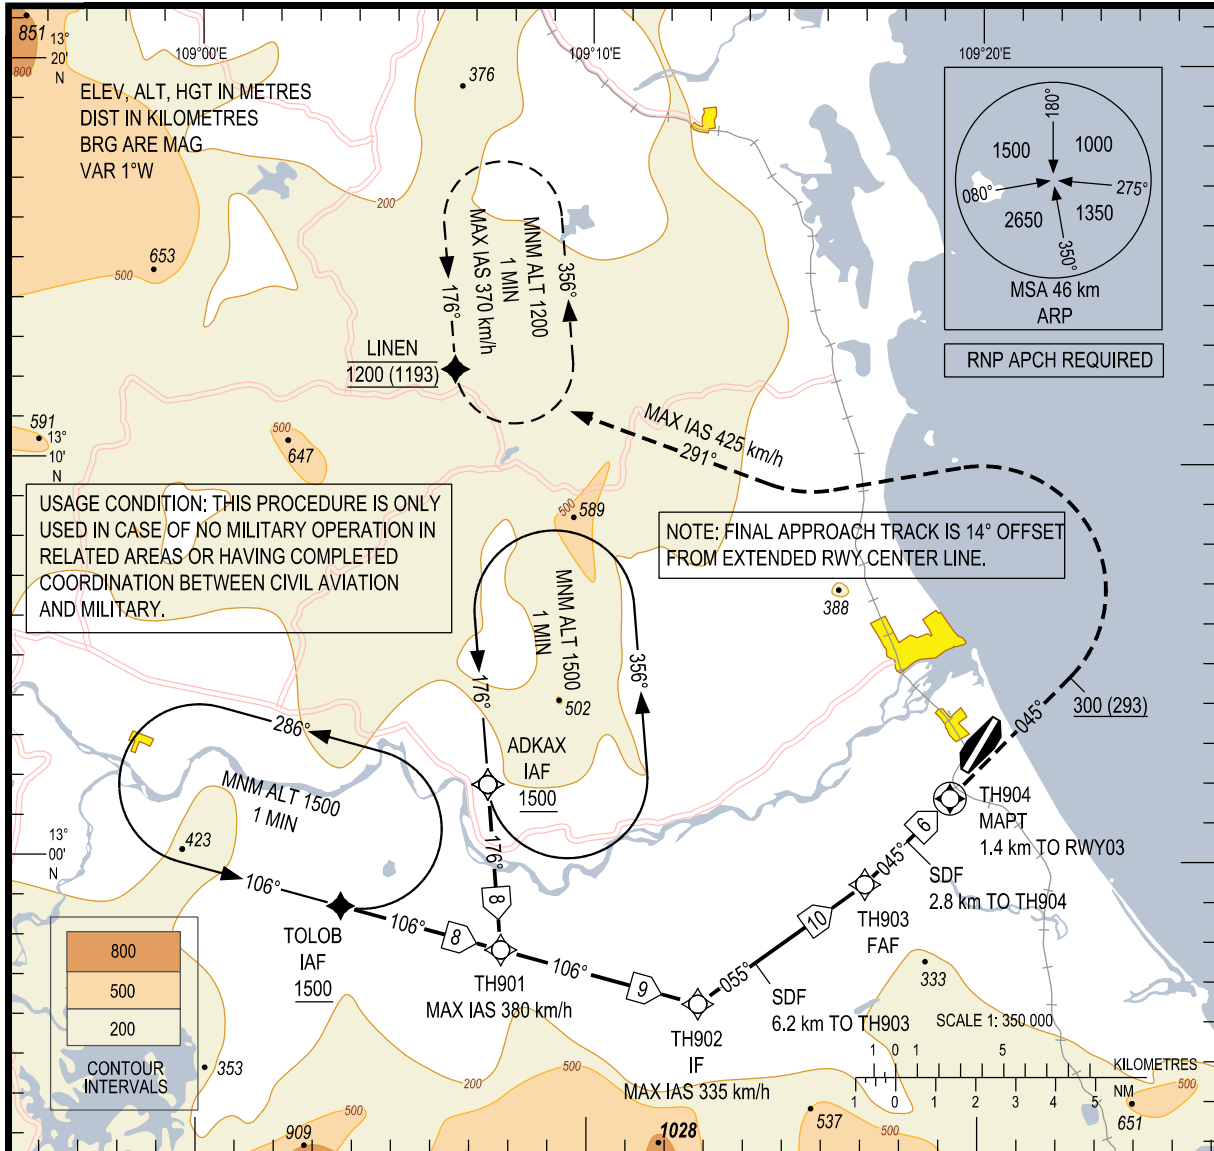 851
13°
20'
N
800
109°00'E
109°10'E
109°20'E
ELEV, ALT, HGT IN METRES
DIST IN KILOMETRES
BRG ARE MAG
VAR 1°W
376
200
653
500
180°
1500
1000
080°
275°
2650
1350
350°
MSA 46 km
ARP
RNP APCH REQUIRED
MNM ALT 1200
1 MIN
MAX IAS 370 km/h
176°
356°
LINEN
1200 (1193)
MAX IAS 425 km/h
291°
591
13°
10'
N
500
647
500
589
USAGE CONDITION: THIS PROCEDURE IS ONLY
USED IN CASE OF NO MILITARY OPERATION IN
RELATED AREAS OR HAVING COMPLETED
COORDINATION BETWEEN CIVIL AVIATION
AND MILITARY.
NOTE: FINAL APPROACH TRACK IS 14° OFFSET
FROM EXTENDED RWY CENTER LINE.
388
MNM ALT 1500
1 MIN
176°
356°
502
300 (293)
045°
286°
MNM ALT 1500
1 MIN
ADKAX
IAF
1500
423
13°
00'
N
106°
176°
8
TOLOB
IAF
1500
106°
8
TH901
MAX IAS 380 km/h
106°
9
TH902
IF
MAX IAS 335 km/h
055°
SDF
6.2 km TO TH903
10
TH903
FAF
045°
6
SDF
2.8 km TO TH904
TH904
MAPT
1.4 km TO RWY03
333
800
500
200
CONTOUR
INTERVALS
353
SCALE 1: 350 000
1 0 1 5
KILOMETRES
NM
1 0 1 2 3 4 5
500
651
200
500
500
909
1028
537
500